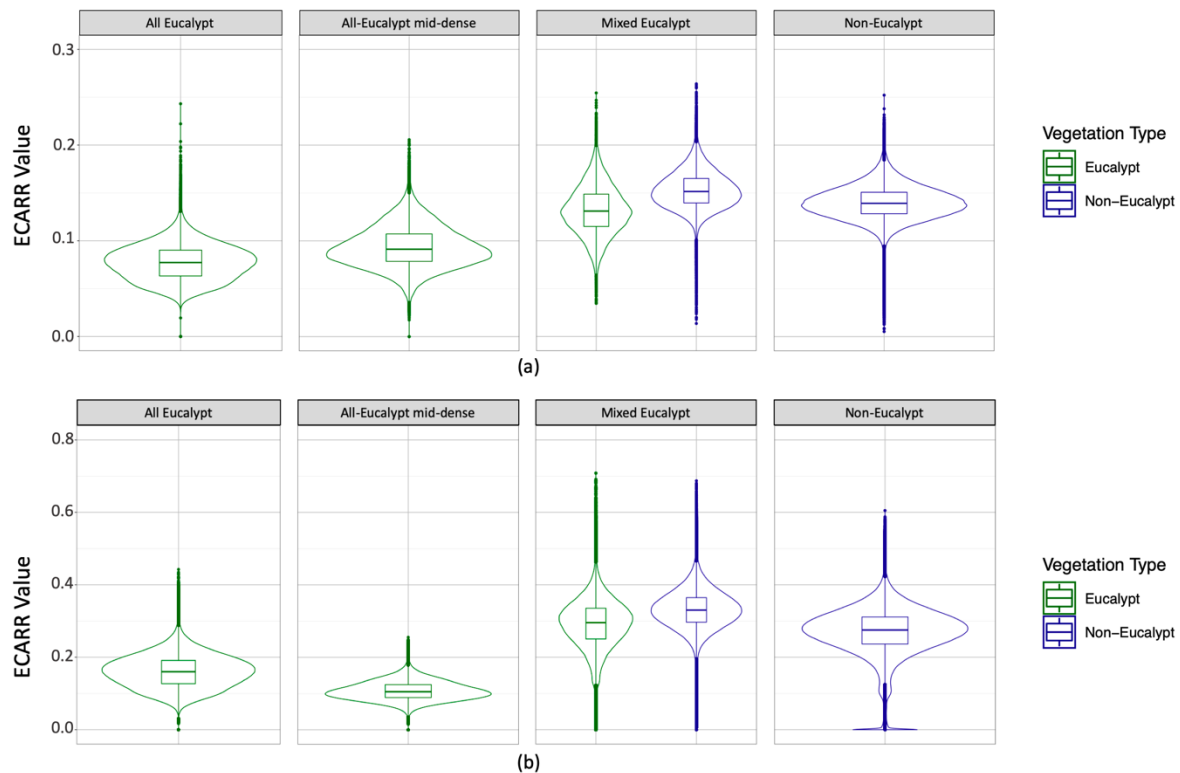 All Eucalypt
All-Eucalypt mid-dense
Mixed Eucalypt
Non-Eucalypt
0.3
0.2
0.1
0.0
ECARR Value
Vegetation Type
Eucalypt
Non-Eucalypt
(a)
All Eucalypt
All-Eucalypt mid-dense
Mixed Eucalypt
Non-Eucalypt
0.8
0.6
0.4
0.2
0.0
ECARR Value
Vegetation Type
Eucalypt
Non-Eucalypt
(b)